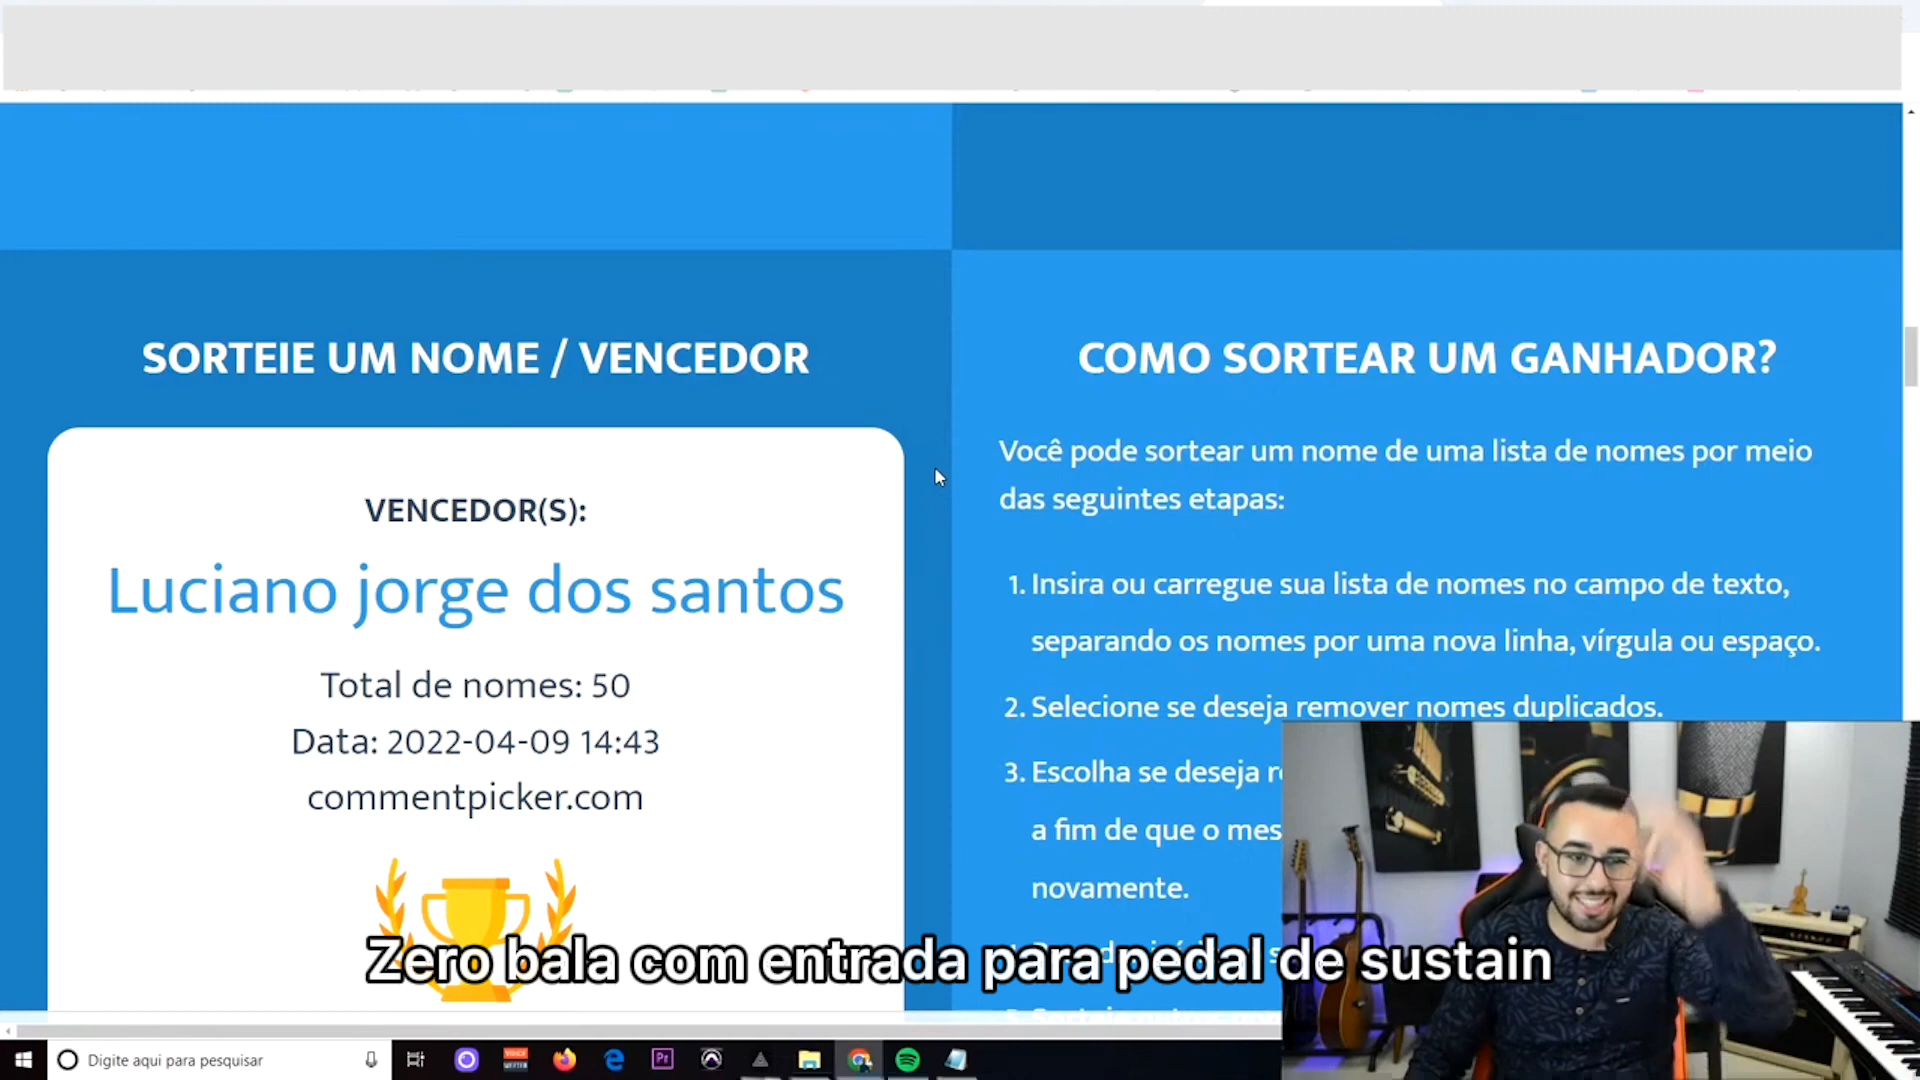 SORTEIE UM NOME / VENCEDOR
VENCEDOR(S):
Luciano jorge dos santos
Total de nomes: 50
Data: 2022-04-09 14:43
commentpicker.com
COMO SORTEAR UM GANHADOR?
Você pode sortear um nome de uma lista de nomes por meio
das seguintes etapas:
1. Insira ou carregue sua lista de nomes no campo de texto,
separando os nomes por uma nova linha, vírgula ou espaço.
2. Selecione se deseja remover nomes duplicados.
3. Escolha se deseja
a fim de que o mes
novamente.
Zero bala com entrada para pedal de sustain
Digite aqui para pesquisar
Pr